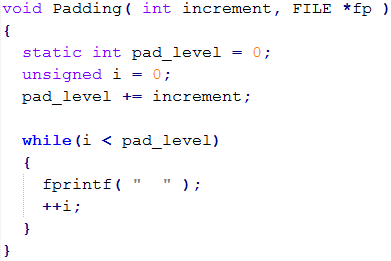 void Padding( int increment, FILE *fp )
{
static int pad_level = 0;
unsigned i = 0;
pad_level += increment;
while(i < pad_level)
{
fprintf( "  " );
++i;
}
}